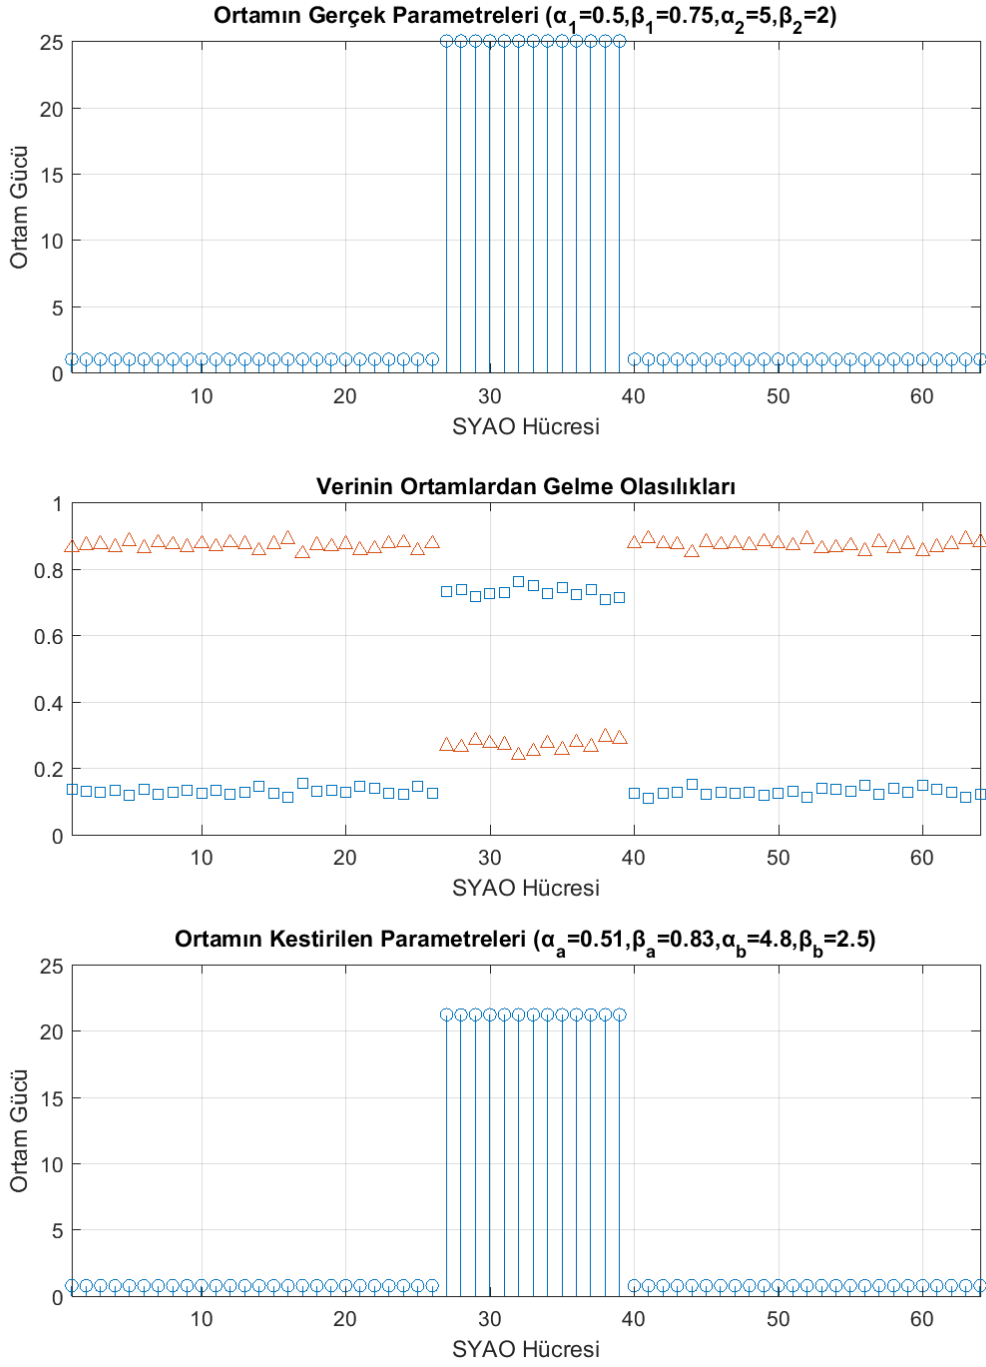 Ortamın Gerçek Parametreleri (α1=0.5,β1=0.75,α2=5,β2=2)
25
20
15
10
5
0
Ortam Gücü
10 20 30 40 50 60
SYAO Hücresi
Verinin Ortamlardan Gelme Olasılıkları
1
0.8
0.6
0.4
0.2
0
10 20 30 40 50 60
SYAO Hücresi
Ortamın Kestirilen Parametreleri (αa=0.51,βa=0.83,αb=4.8,βb=2.5)
25
20
15
10
5
0
Ortam Gücü
10 20 30 40 50 60
SYAO Hücresi